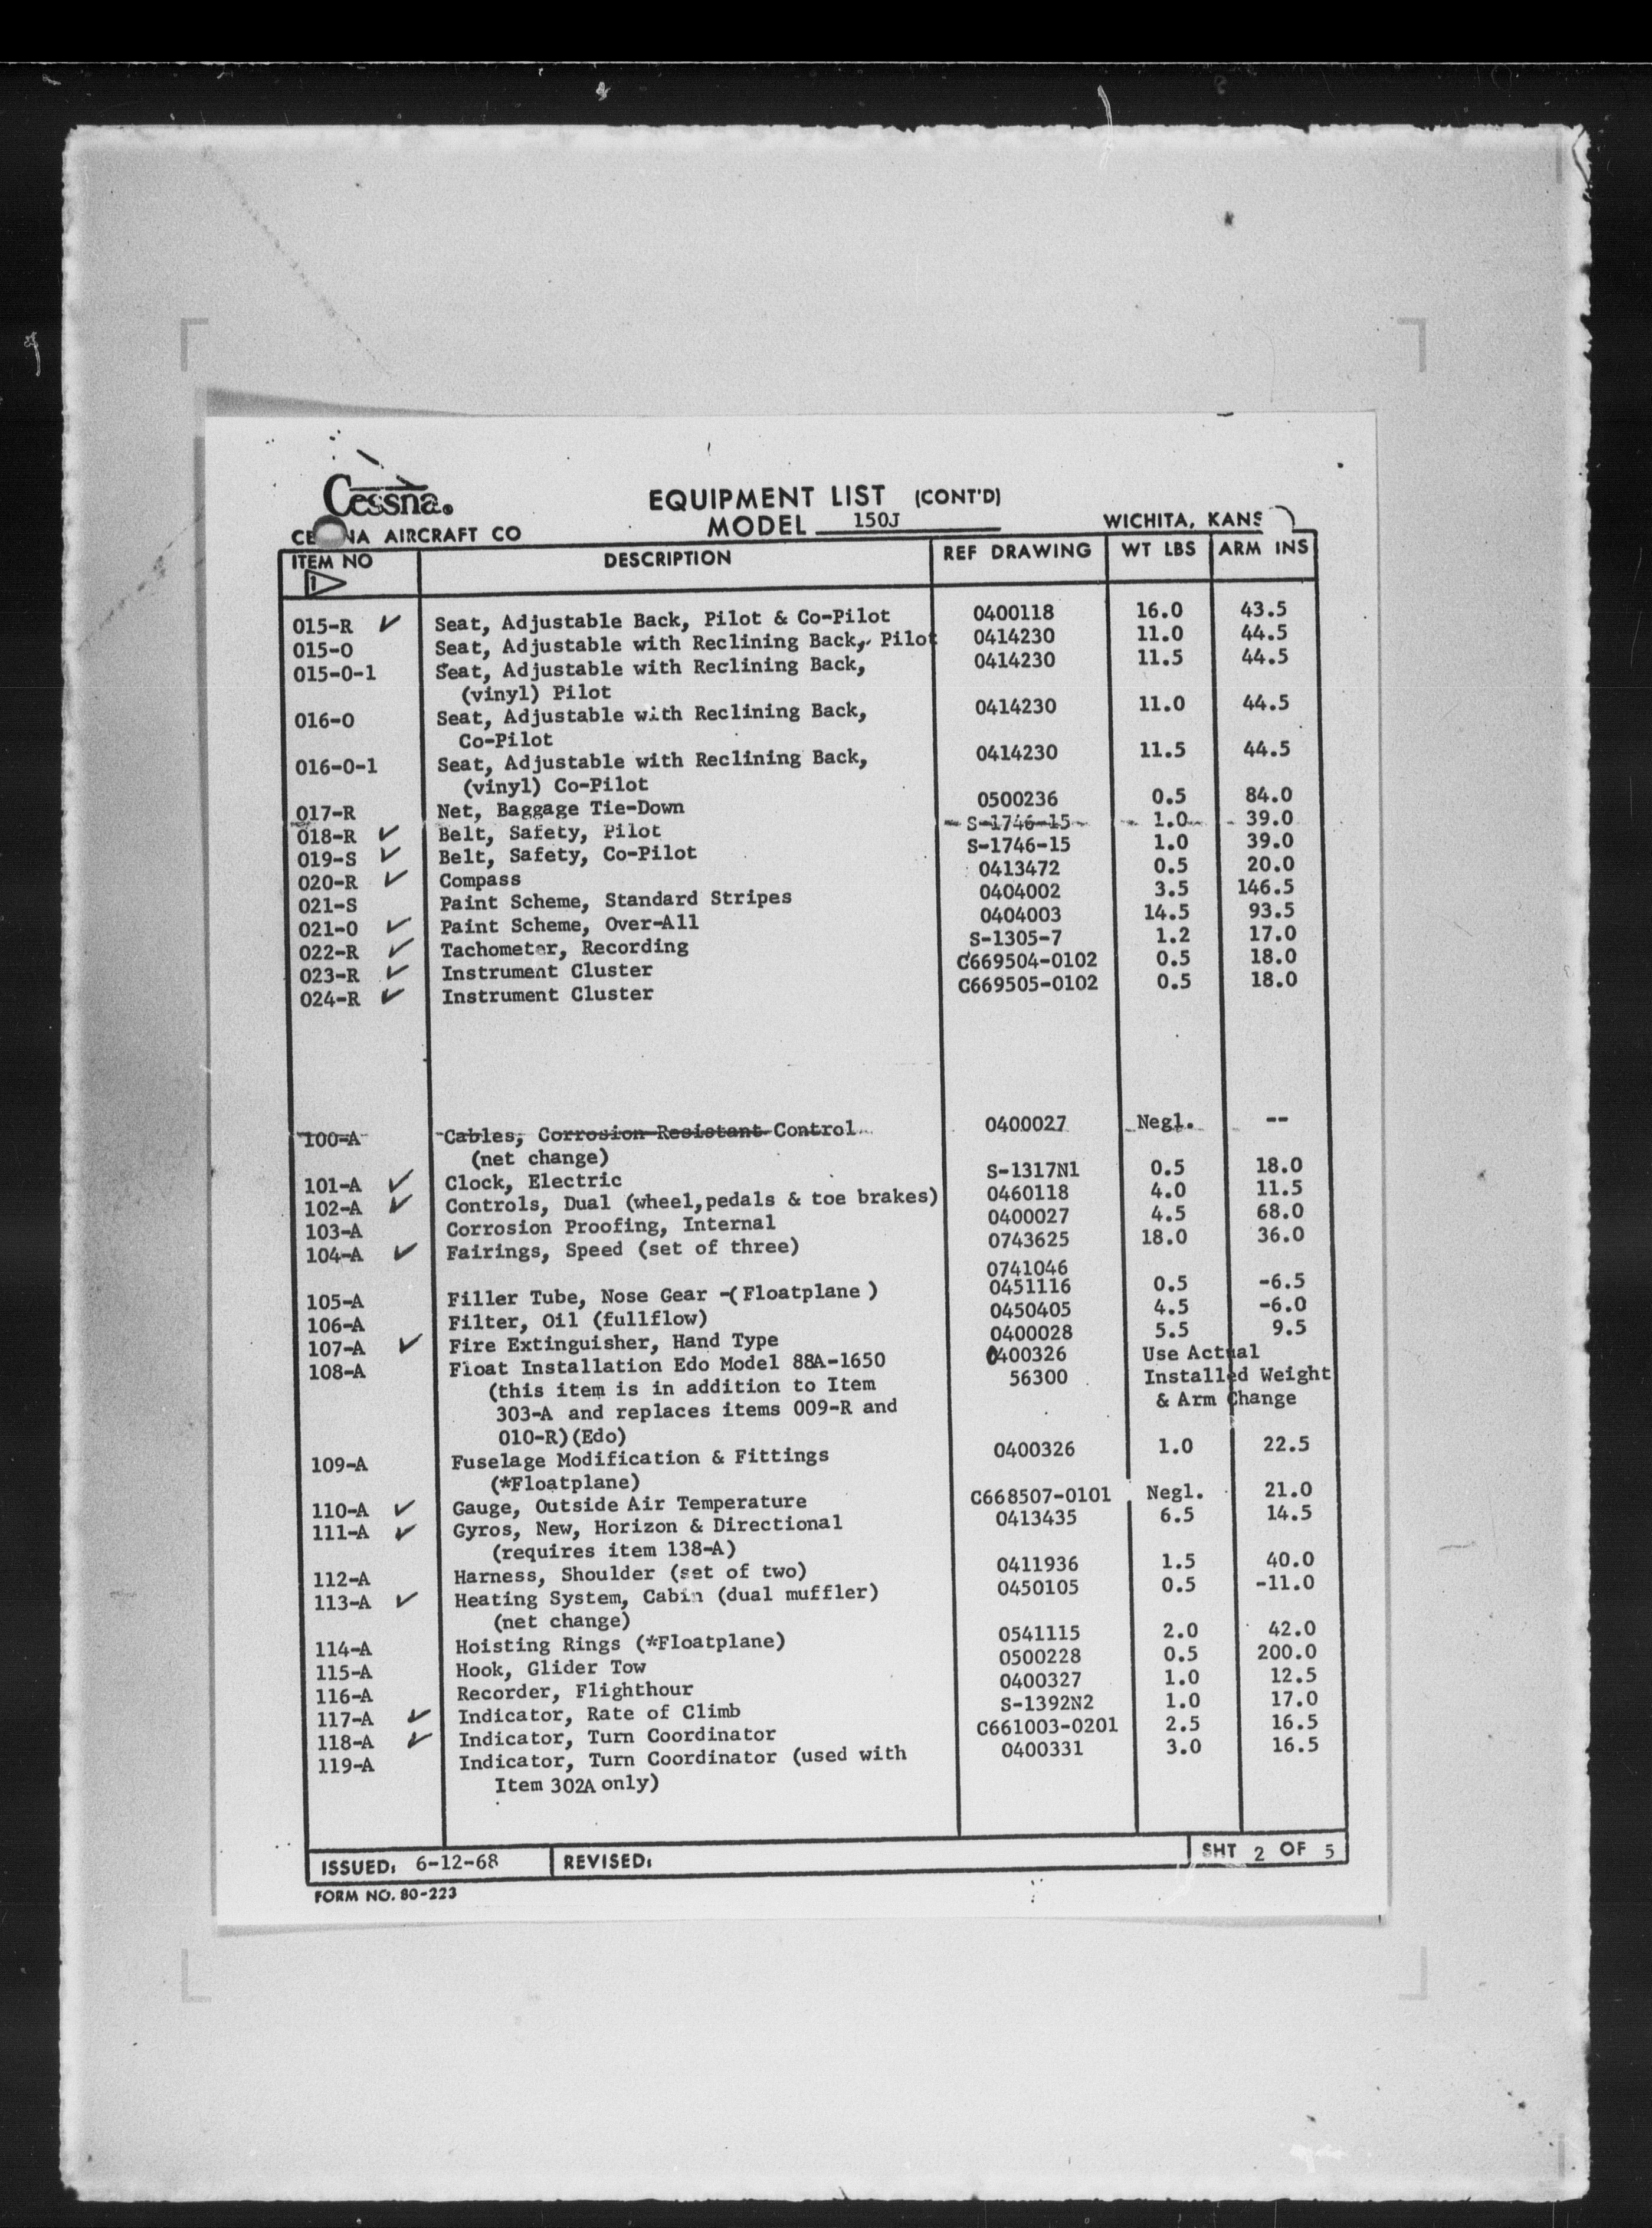 Cessna.
CE NA AIRCRAFT CO
EQUIPMENT LIST (CONT'D)
MODEL 150J
WICHITA, KANS
ITEM NO DESCRIPTION REF DRAWING WT LBS ARM INS
1
015-R ✓ Seat, Adjustable Back, Pilot & Co-Pilot 0400118 16.0 43.5
015-O Seat, Adjustable with Reclining Back, Pilot 0414230 11.0 44.5
015-O-1 Seat, Adjustable with Reclining Back, 0414230 11.5 44.5
(vinyl) Pilot
016-O Seat, Adjustable with Reclining Back, 0414230 11.0 44.5
Co-Pilot
016-O-1 Seat, Adjustable with Reclining Back, 0414230 11.5 44.5
(vinyl) Co-Pilot
017-R Net, Baggage Tie-Down 0500236 0.5 84.0
018-R ✓ Belt, Safety, Pilot S-1746-15 1.0 39.0
019-S ✓ Belt, Safety, Co-Pilot S-1746-15 1.0 39.0
020-R ✓ Compass 0413472 0.5 20.0
021-S Paint Scheme, Standard Stripes 0404002 3.5 146.5
021-O ✓ Paint Scheme, Over-All 0404003 14.5 93.5
022-R ✓ Tachometer, Recording S-1305-7 1.2 17.0
023-R ✓ Instrument Cluster C669504-0102 0.5 18.0
024-R ✓ Instrument Cluster C669505-0102 0.5 18.0
100-A Cables, Corrosion Resistant Control 0400027 Negl. --
(net change)
101-A ✓ Clock, Electric S-1317N1 0.5 18.0
102-A ✓ Controls, Dual (wheel,pedals & toe brakes) 0460118 4.0 11.5
103-A Corrosion Proofing, Internal 0400027 4.5 68.0
104-A ✓ Fairings, Speed (set of three) 0743625 18.0 36.0
0741046
105-A Filler Tube, Nose Gear -(Floatplane) 0451116 0.5 -6.5
106-A Filter, Oil (fullflow) 0450405 4.5 -6.0
107-A ✓ Fire Extinguisher, Hand Type 0400028 5.5 9.5
108-A Float Installation Edo Model 88A-1650 0400326 Use Actual
(this item is in addition to Item 56300 Installed Weight
303-A and replaces items 009-R and & Arm Change
010-R)(Edo)
109-A Fuselage Modification & Fittings 0400326 1.0 22.5
(*Floatplane)
110-A ✓ Gauge, Outside Air Temperature C668507-0101 Negl. 21.0
111-A ✓ Gyros, New, Horizon & Directional 0413435 6.5 14.5
(requires item 138-A)
112-A Harness, Shoulder (set of two) 0411936 1.5 40.0
113-A ✓ Heating System, Cabin (dual muffler) 0450105 0.5 -11.0
(net change)
114-A Hoisting Rings (*Floatplane) 0541115 2.0 42.0
115-A Hook, Glider Tow 0500228 0.5 200.0
116-A Recorder, Flighthour 0400327 1.0 12.5
117-A ✓ Indicator, Rate of Climb S-1392N2 1.0 17.0
118-A ✓ Indicator, Turn Coordinator C661003-0201 2.5 16.5
119-A Indicator, Turn Coordinator (used with 0400331 3.0 16.5
Item 302A only)
ISSUED: 6-12-68 REVISED: SHT 2 OF 5
FORM NO. 80-223